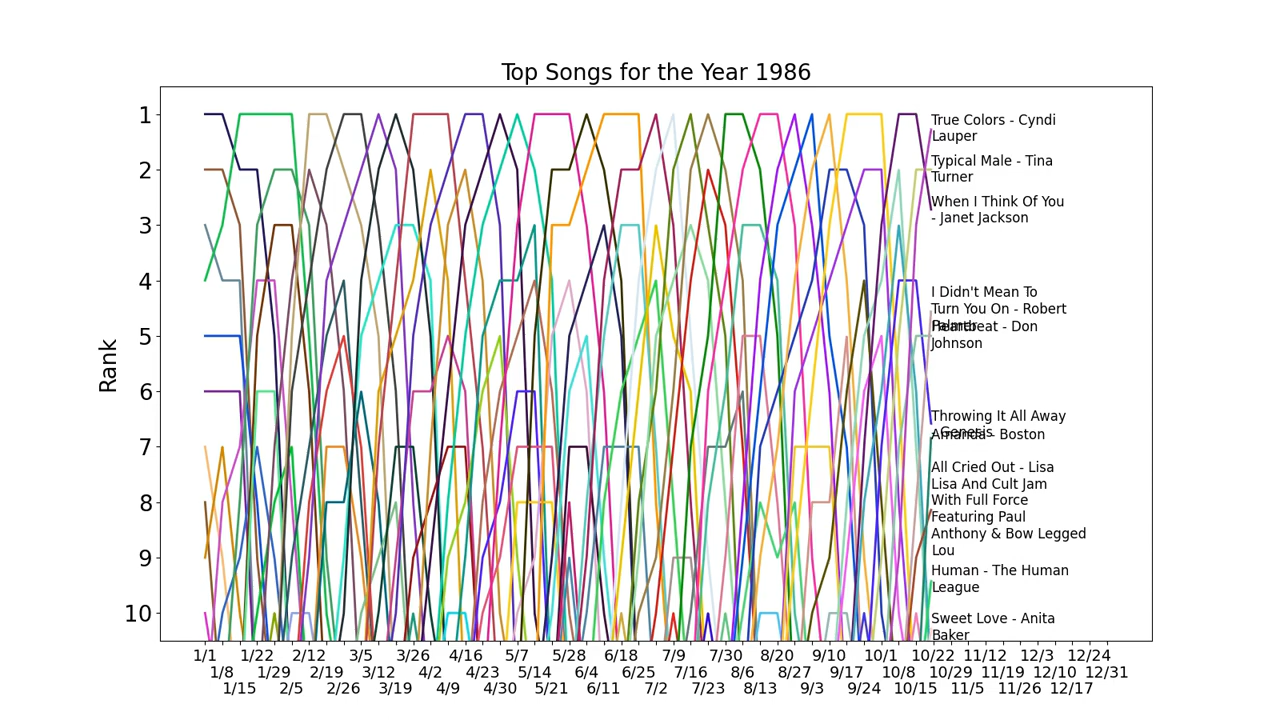 Top Songs for the Year 1986
Rank
1
2
3
4
5
6
7
8
9
10
True Colors - Cyndi
Lauper
Typical Male - Tina
Turner
When I Think Of You
- Janet Jackson
I Didn't Mean To
Turn You On - Robert
Palmer
Heartbeat - Don
Johnson
Throwing It All Away
- Genesis
Amanda - Boston
All Cried Out - Lisa
Lisa And Cult Jam
With Full Force
Featuring Paul
Anthony & Bow Legged
Lou
Human - The Human
League
Sweet Love - Anita
Baker
1/1 1/22 2/12 3/5 3/26 4/16 5/7 5/28 6/18 7/9 7/30 8/20 9/10 10/1 10/22 11/12 12/3 12/24
1/8 1/29 2/19 3/12 4/2 4/23 5/14 6/4 6/25 7/16 8/6 8/27 9/17 10/8 10/29 11/19 12/10 12/31
1/15 2/5 2/26 3/19 4/9 4/30 5/21 6/11 7/2 7/23 8/13 9/3 9/24 10/15 11/5 11/26 12/17